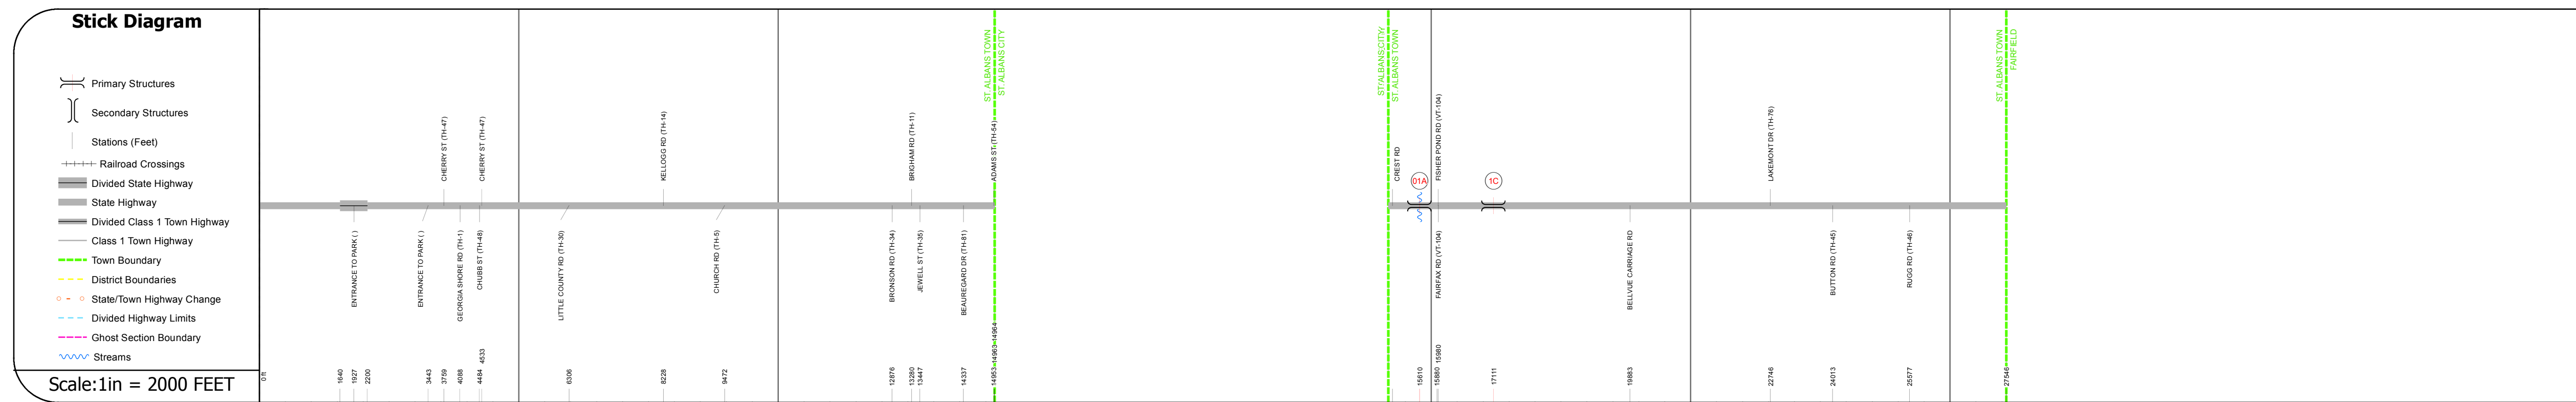 Stick Diagram
Primary Structures
Secondary Structures
Stations (Feet)
Railroad Crossings
Divided State Highway
State Highway
Divided Class 1 Town Highway
Class 1 Town Highway
Town Boundary
District Boundaries
State/Town Highway Change
Divided Highway Limits
Ghost Section Boundary
Streams
Scale:1in = 2000 FEET
ENTRANCE TO PARK ( )
ENTRANCE TO PARK ( )
CHERRY ST (TH-47)
GEORGIA SHORE RD (TH-1)
CHUBB ST (TH-48)
CHERRY ST (TH-47)
LITTLE COUNTY RD (TH-30)
KELLOGG RD (TH-14)
CHURCH RD (TH-5)
BRONSON RD (TH-34)
BRIGHAM RD (TH-11)
JEWELL ST (TH-35)
BEAUREGARD DR (TH-81)
ST. ALBANS TOWN
ST. ALBANS CITY
ADAMS ST (TH-54)
ST. ALBANS TOWN
CREST RD
01A
FISHER POND RD (VT-104)
FAIRFAX RD (VT-104)
1C
BELLVUE CARRIAGE RD
LAKEMONT DR (TH-76)
BUTTON RD (TH-45)
RUGG RD (TH-46)
ST. ALBANS TOWN
FAIRFIELD
0 ft
1640
1927
2200
3443
3759
4088
4484
4533
6306
8228
9472
12876
13260
13447
14337
14953
14963
14964
15610
15880
15980
17111
19883
22746
24013
25577
27546